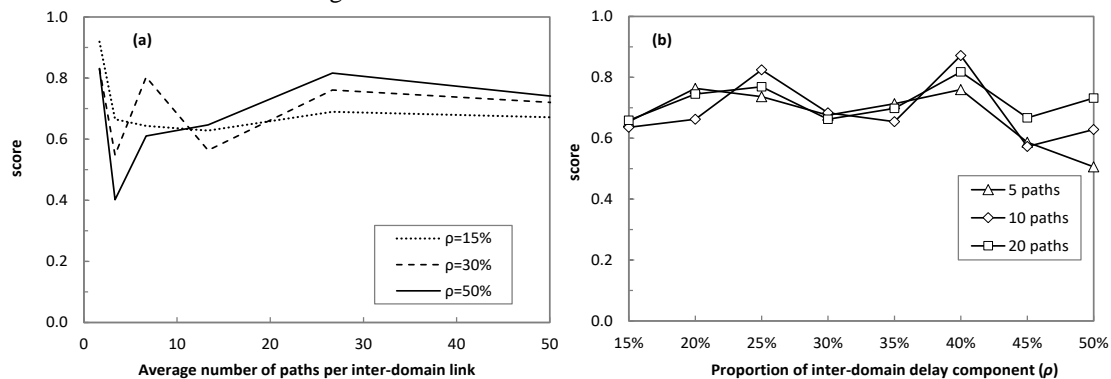 1.0
0.8
0.6
0.4
0.2
0.0
score
(a)
ρ=15%
ρ=30%
ρ=50%
0 10 20 30 40 50
Average number of paths per inter-domain link
1.0
0.8
0.6
0.4
0.2
0.0
score
(b)
5 paths
10 paths
20 paths
15% 20% 25% 30% 35% 40% 45% 50%
Proportion of inter-domain delay component (ρ)